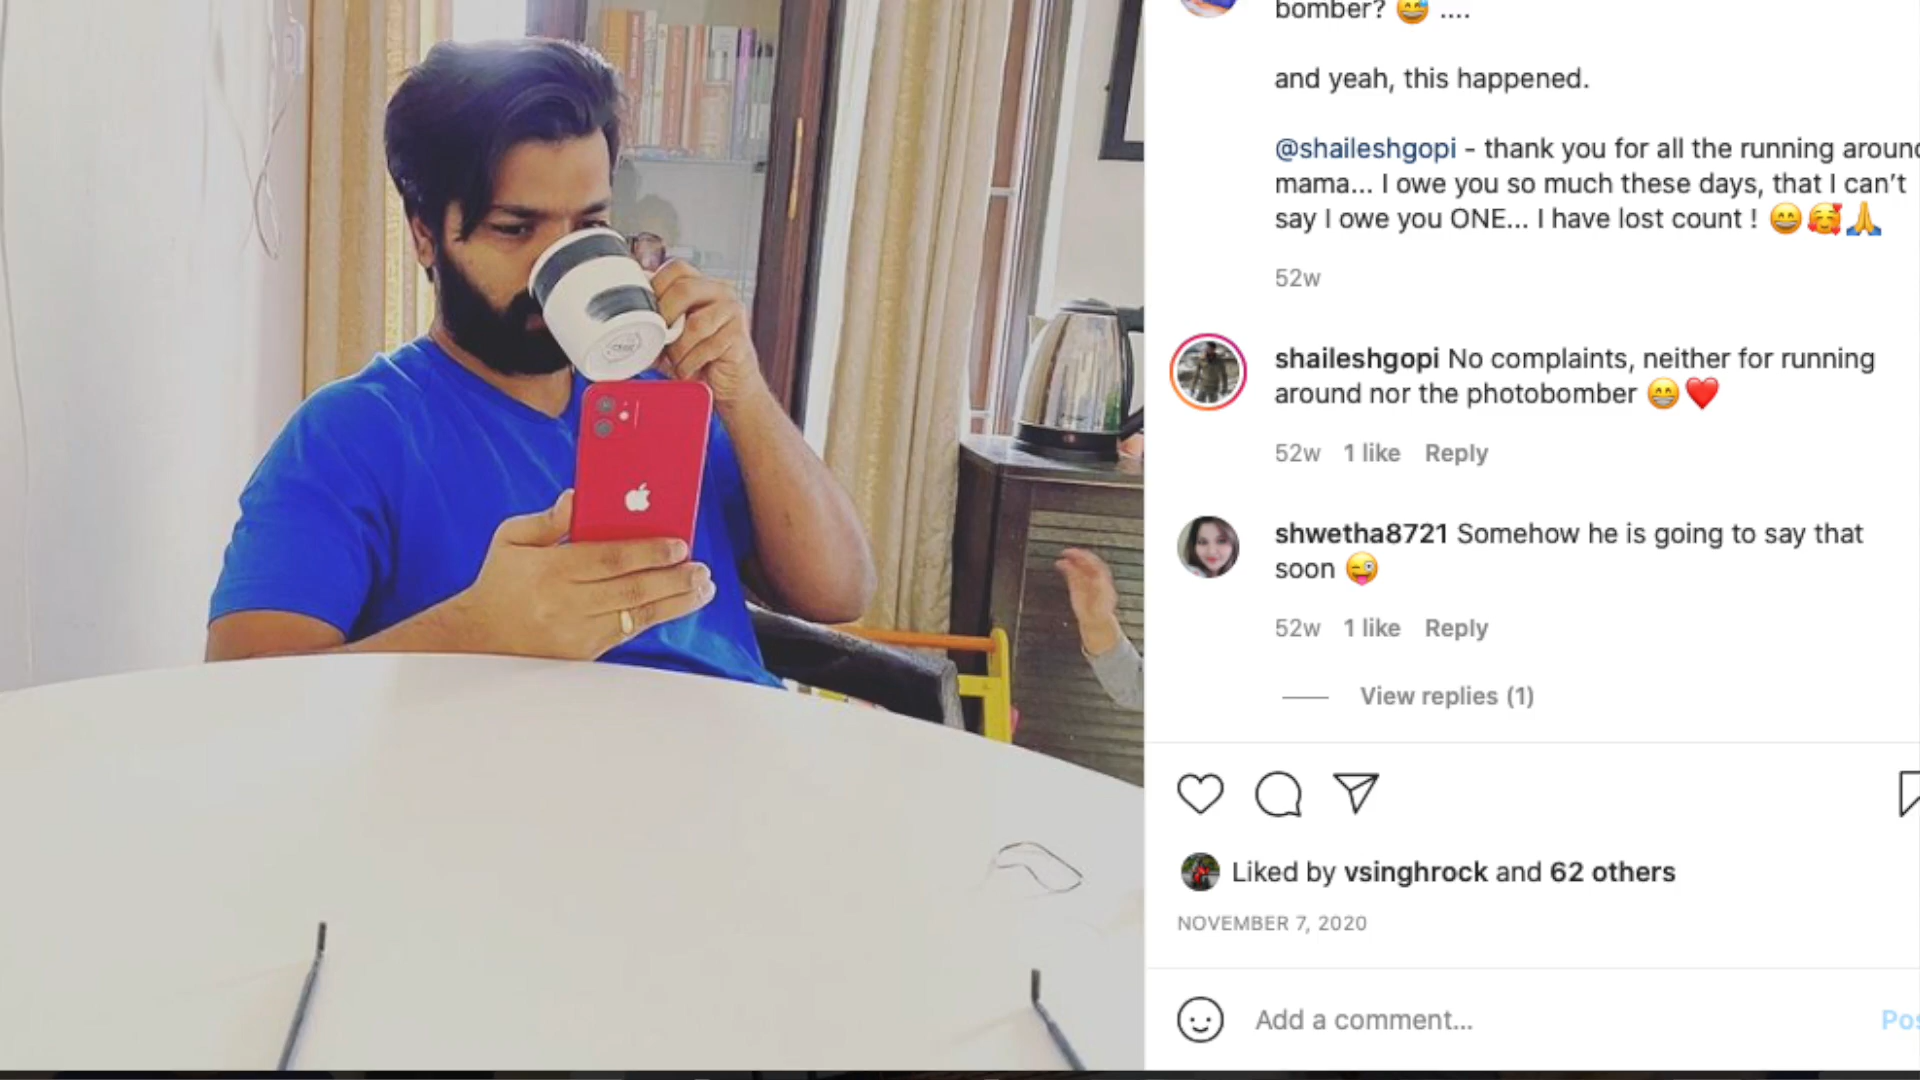 bomber? 😅 ....
and yeah, this happened.
@shaileshgopi - thank you for all the running
mama... I owe you so much these days, that I can't
say I owe you ONE... I have lost count ! 😄🥰🙏
52w
shaileshgopi No complaints, neither for running
around nor the photobomber 😁❤️
52w 1 like Reply
shwetha8721 Somehow he is going to say that
soon 😜
52w 1 like Reply
View replies (1)
Liked by vsinghrock and 62 others
NOVEMBER 7, 2020
Add a comment...